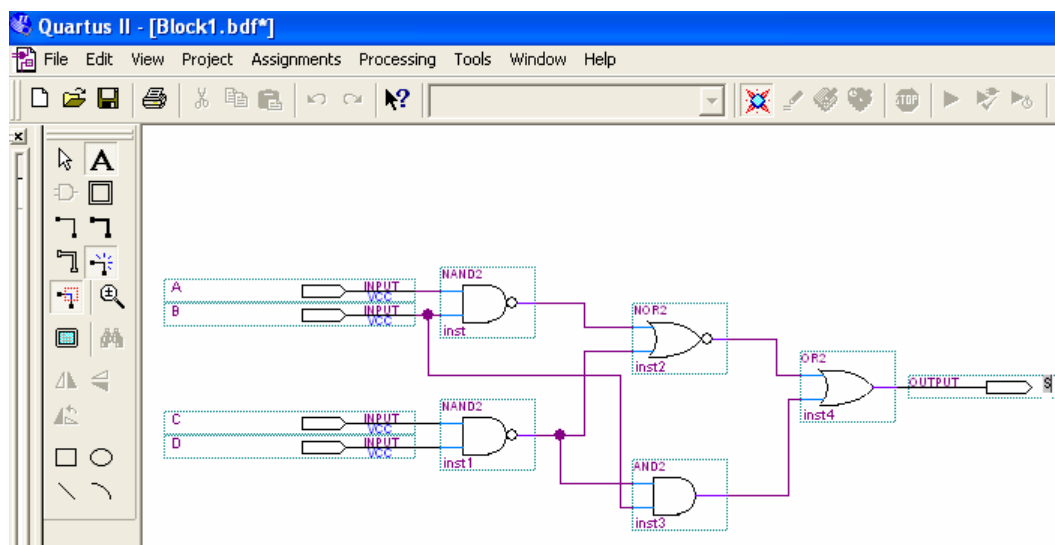 Quartus II - [Block1.bdf*]
File Edit View Project Assignments Processing Tools Window Help
STOP
A
NAND2
A INPUT
VCC
B INPUT
VCC
inst
NOR2
inst2
OR2
OUTPUT S
inst4
NAND2
C INPUT
VCC
D INPUT
VCC
inst1
AND2
inst3